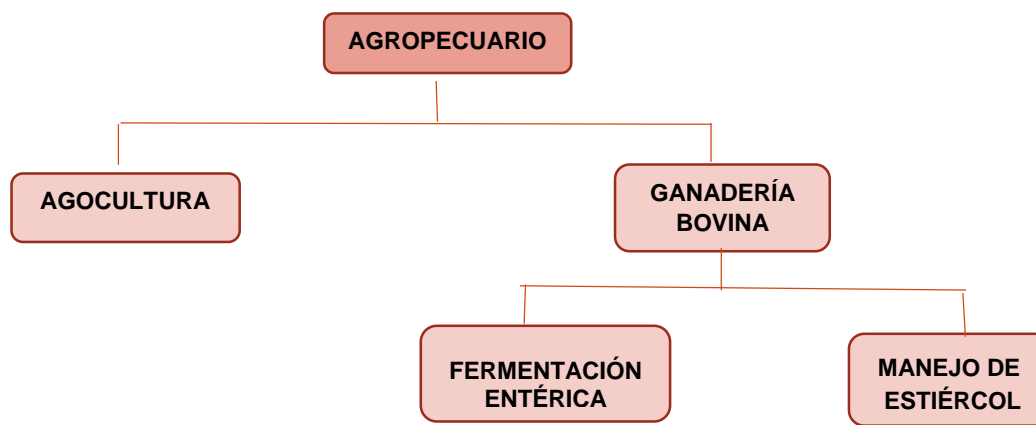 AGROPECUARIO
AGOCULTURA
GANADERÍA
BOVINA
FERMENTACIÓN
ENTÉRICA
MANEJO DE
ESTIÉRCOL